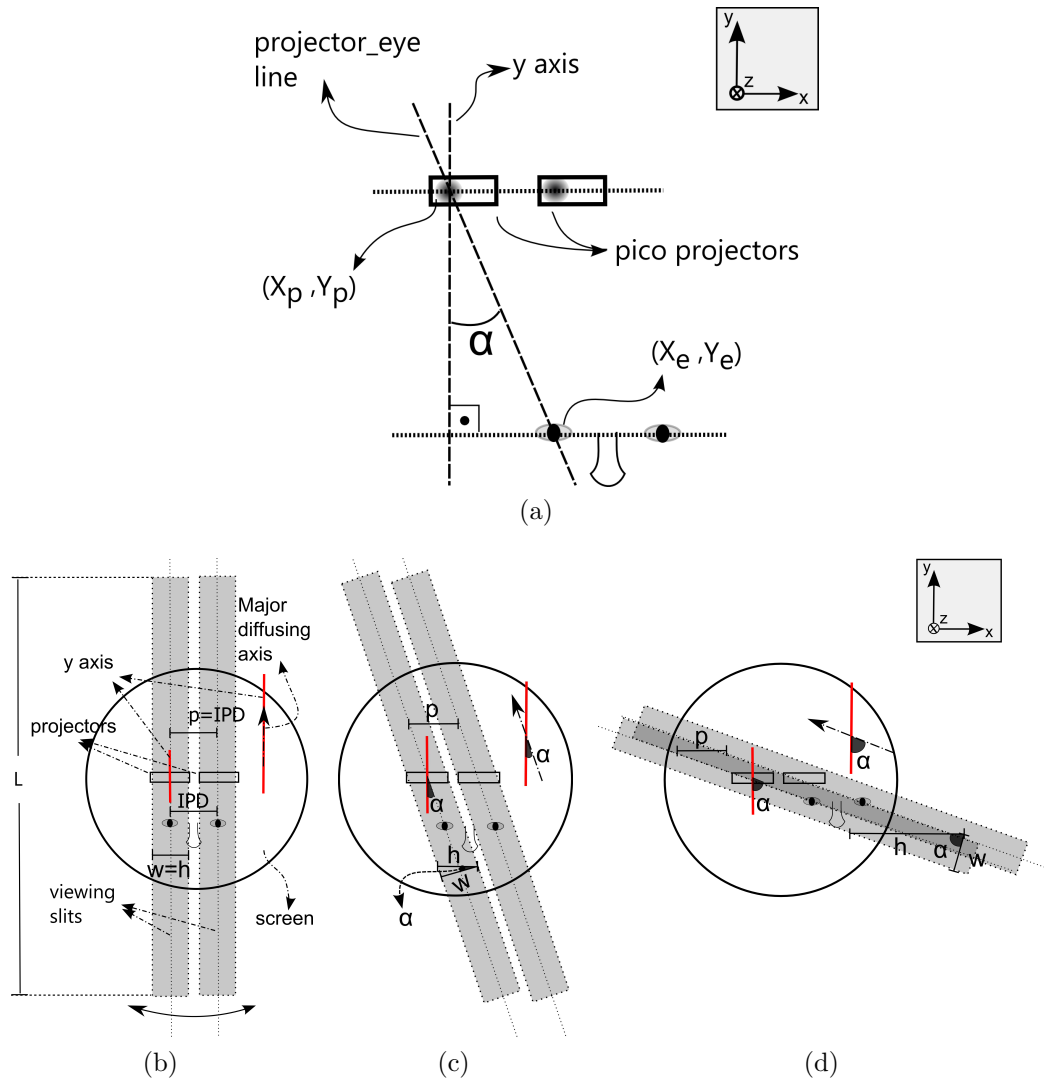 projector_eye
line
y axis
y
z
x
pico projectors
(Xp ,Yp)
α
(Xe ,Ye)
(a)
Major
diffusing
axis
y axis
p=IPD
projectors
L
IPD
w=h
viewing
slits
screen
(b)
p
α
α
h
w
α
(c)
y
z
x
p
α
α
h
α
w
(d)